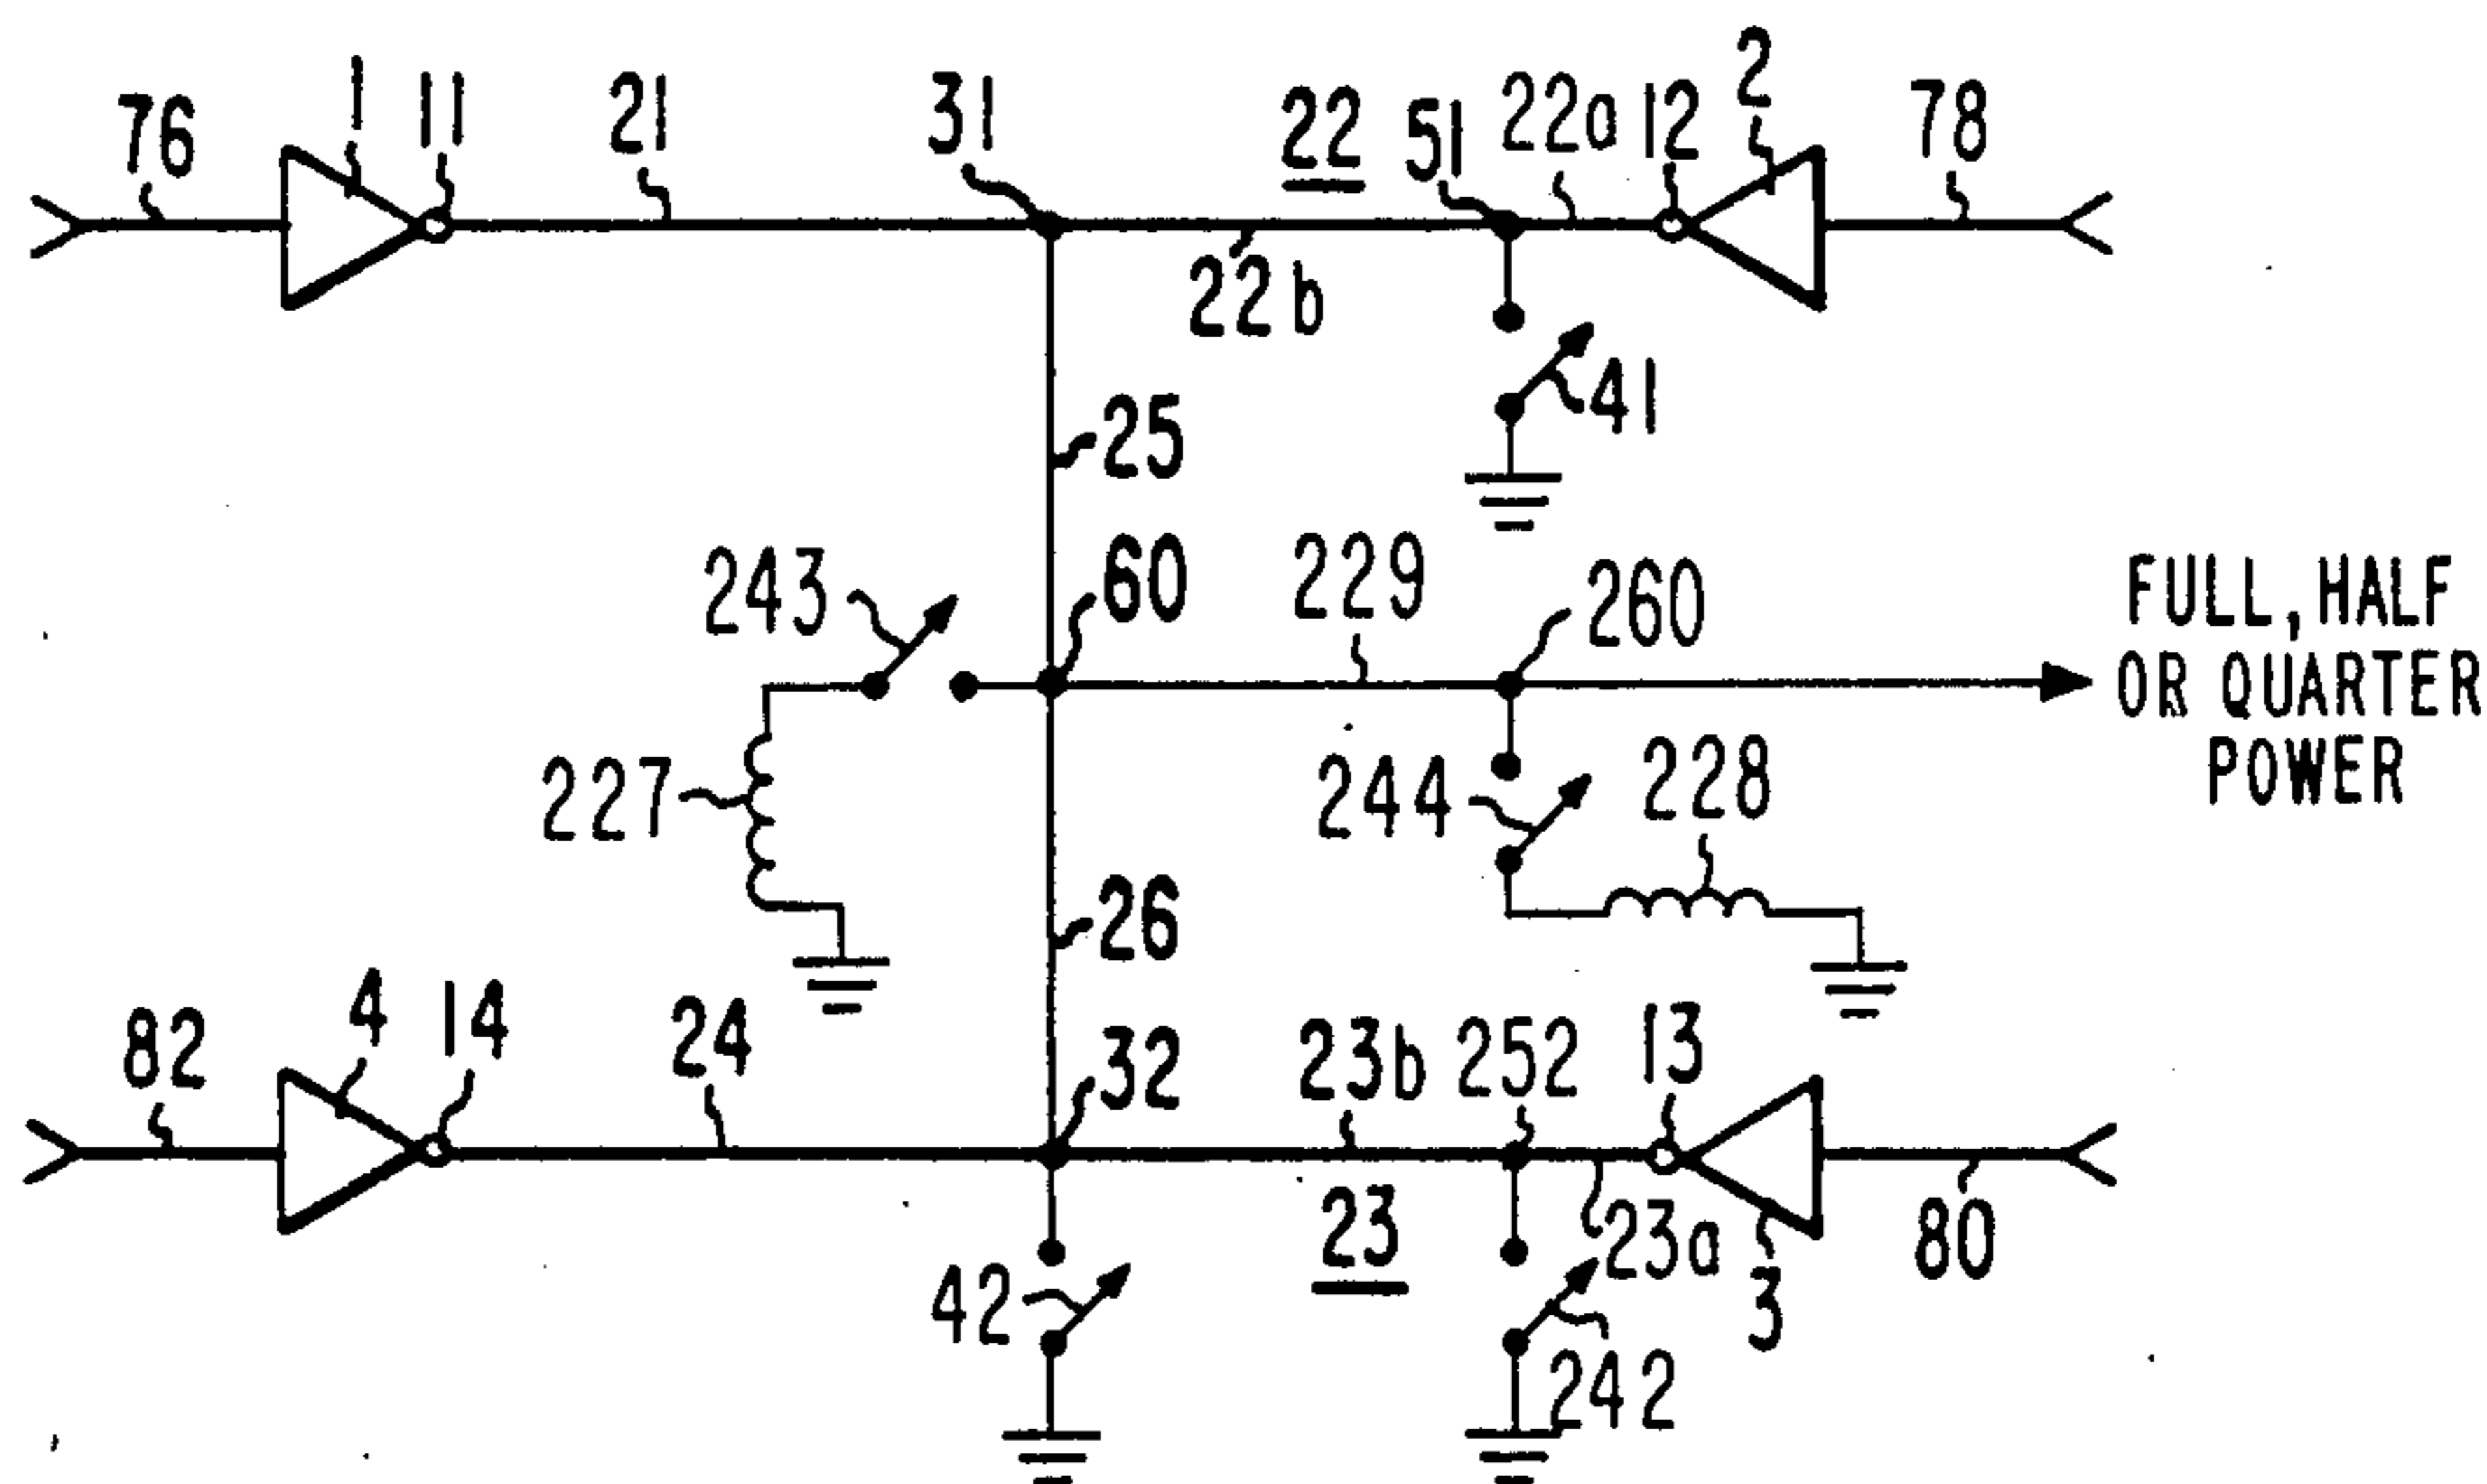 76 1 11 21 31 22 51 22a 12 2 78
22b
41
25
243 60 229 260 FULL, HALF
OR QUARTER
POWER
227 244 228
26
82 4 14 24 32 23b 252 13
23 23a 3 80
42 242